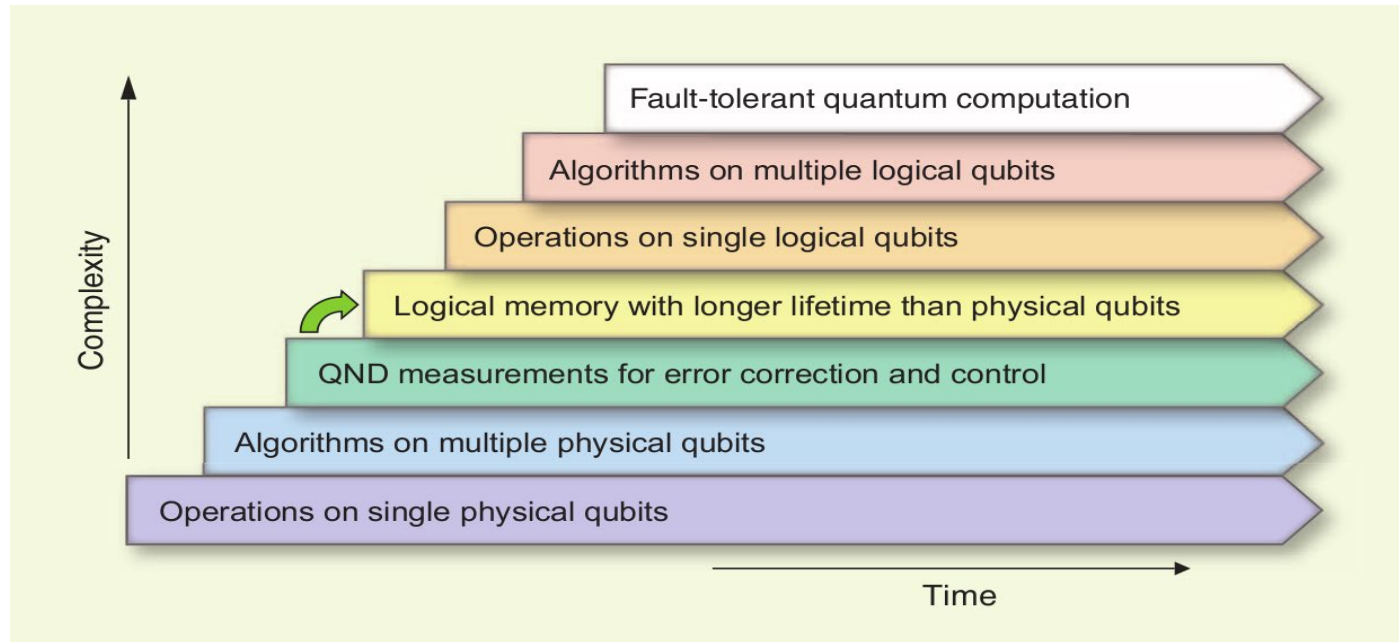 Fault-tolerant quantum computation
Algorithms on multiple logical qubits
Operations on single logical qubits
Logical memory with longer lifetime than physical qubits
QND measurements for error correction and control
Algorithms on multiple physical qubits
Operations on single physical qubits
Complexity
Time